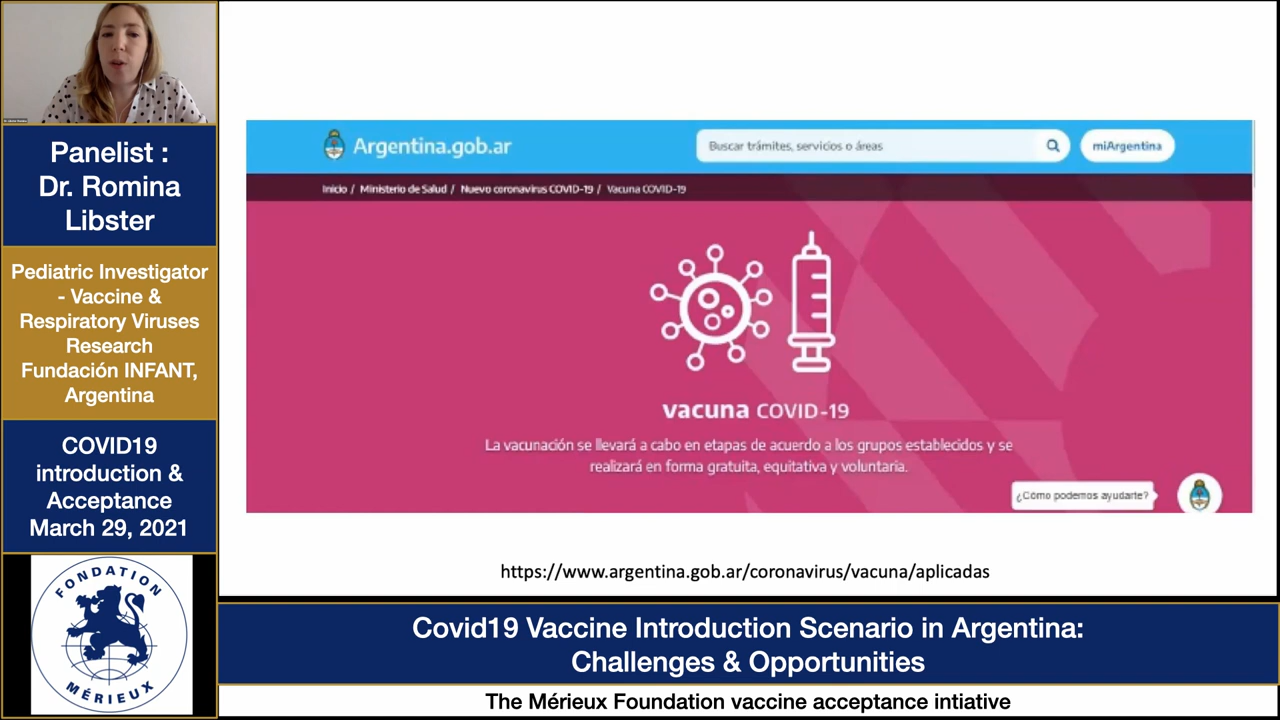 Panelist :
Dr. Romina
Libster
Pediatric Investigator
- Vaccine &
Respiratory Viruses
Research
Fundación INFANT,
Argentina
COVID19
introduction &
Acceptance
March 29, 2021
FONDATION
MÉRIEUX
Argentina.gob.ar
Buscar trámites, servicios o áreas
miArgentina
Inicio / Ministerio de Salud / Nuevo coronavirus COVID-19 / Vacuna COVID-19
vacuna COVID-19
La vacunación se llevará a cabo en etapas de acuerdo a los grupos establecidos y se
realizará en forma gratuita, equitativa y voluntaria.
¿Cómo podemos ayudarte?
https://www.argentina.gob.ar/coronavirus/vacuna/aplicadas
Covid19 Vaccine Introduction Scenario in Argentina:
Challenges & Opportunities
The Mérieux Foundation vaccine acceptance intiative